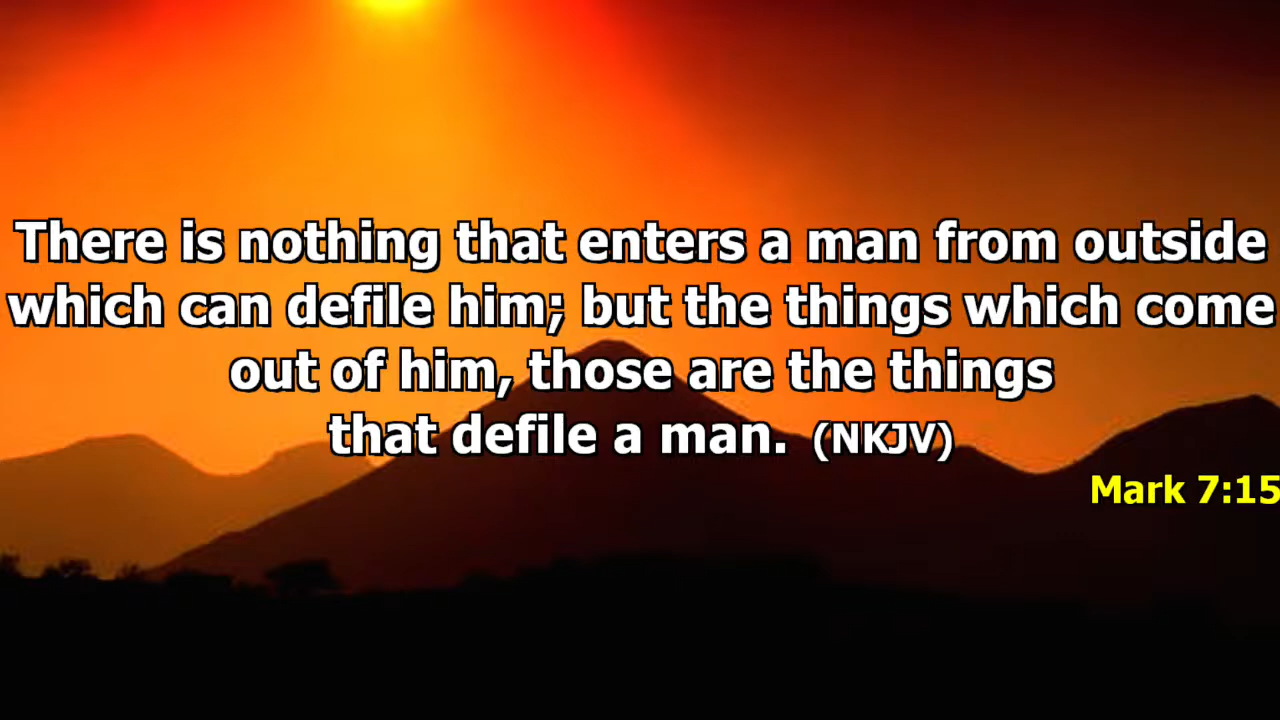 There is nothing that enters a man from outside
which can defile him; but the things which come
out of him, those are the things
that defile a man. (NKJV)
Mark 7:15